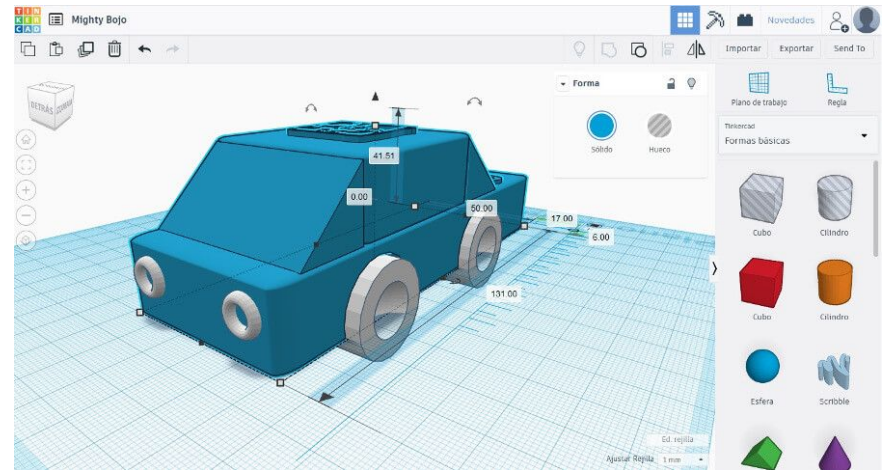 TIN
KER
CAD
Mighty Bojo
Novedades
Importar
Exportar
Send To
DETRÁS
Forma
Sólido
Hueco
Plano de trabajo
Regla
Tinkercad
Formas básicas
41.51
0.00
50.00
17.00
6.00
131.00
Cubo
Cilindro
Cubo
Cilindro
Esfera
Scribble
Ed. rejilla
Ajustar Rejilla
1 mm